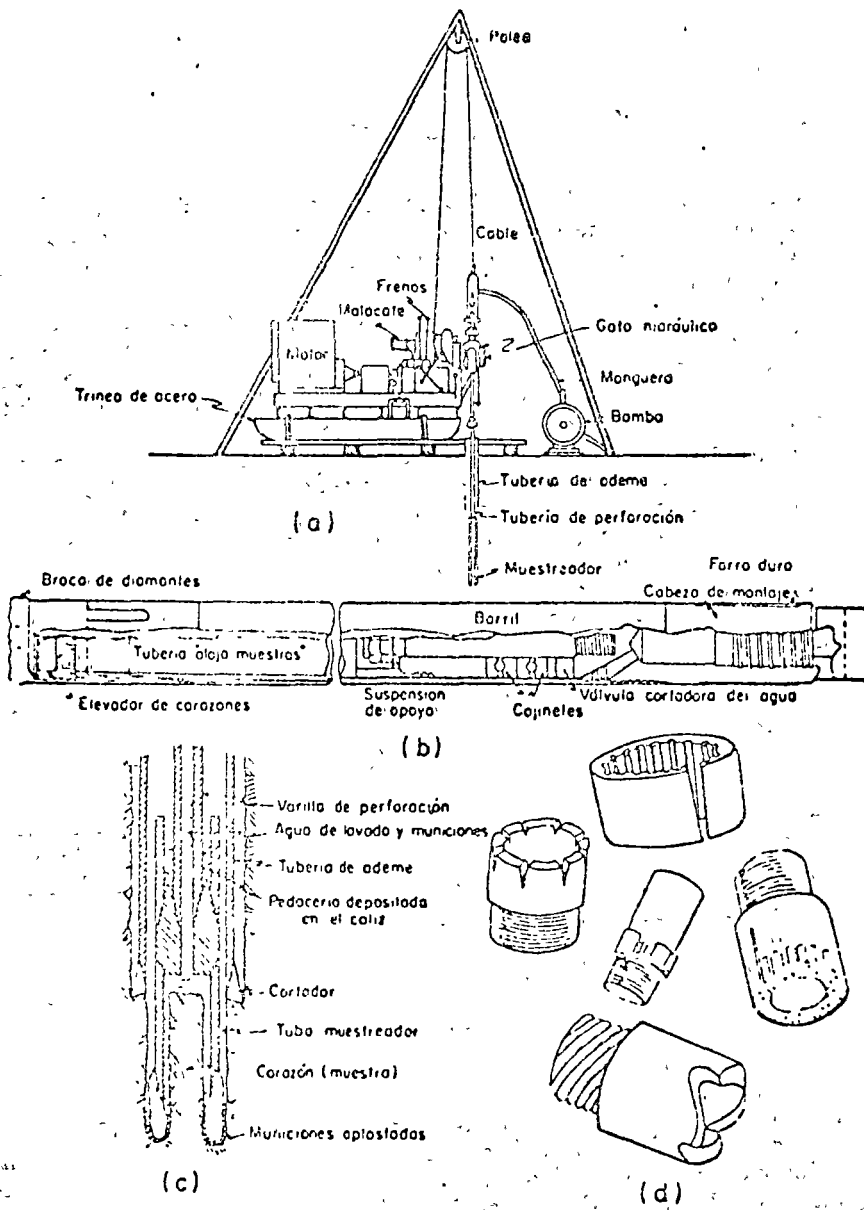 Polea
Cable
Frenos
Malacate
Gato hidráulico
Motor
Manguera
Trineo de acero
Bomba
Tubería de ademe
(a)
Tubería de perforación
Muestreador
Forro duro
Broca de diamantes
Cabeza de montaje
Barril
Tubería aloja muestras
Elevador de corazones
Suspensión
de apoyo
Cojinetes
Válvula cortadora del agua
(b)
Varilla de perforación
Agua de lavado y municiones
Tubería de ademe
Pedacería depositada
en el caliz
Cortador
Tubo muestreador
Corazón (muestra)
Municiones aplastadas
(c)
(d)